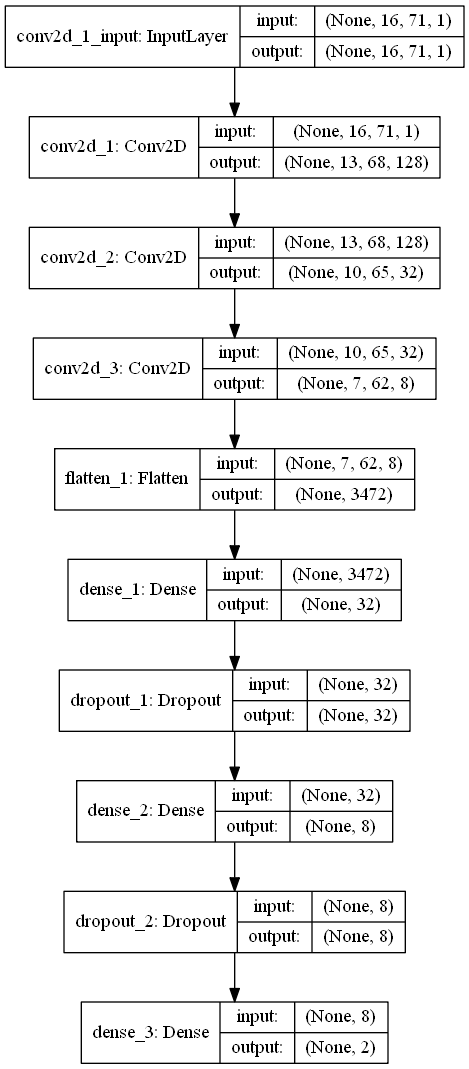 conv2d_1_input: InputLayer
input: (None, 16, 71, 1)
output: (None, 16, 71, 1)
conv2d_1: Conv2D
input: (None, 16, 71, 1)
output: (None, 13, 68, 128)
conv2d_2: Conv2D
input: (None, 13, 68, 128)
output: (None, 10, 65, 32)
conv2d_3: Conv2D
input: (None, 10, 65, 32)
output: (None, 7, 62, 8)
flatten_1: Flatten
input: (None, 7, 62, 8)
output: (None, 3472)
dense_1: Dense
input: (None, 3472)
output: (None, 32)
dropout_1: Dropout
input: (None, 32)
output: (None, 32)
dense_2: Dense
input: (None, 32)
output: (None, 8)
dropout_2: Dropout
input: (None, 8)
output: (None, 8)
dense_3: Dense
input: (None, 8)
output: (None, 2)